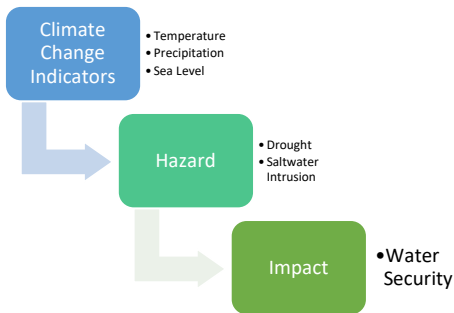 Climate
Change
Indicators
• Temperature
• Precipitation
• Sea Level
Hazard
• Drought
• Saltwater
Intrusion
Impact
• Water
Security